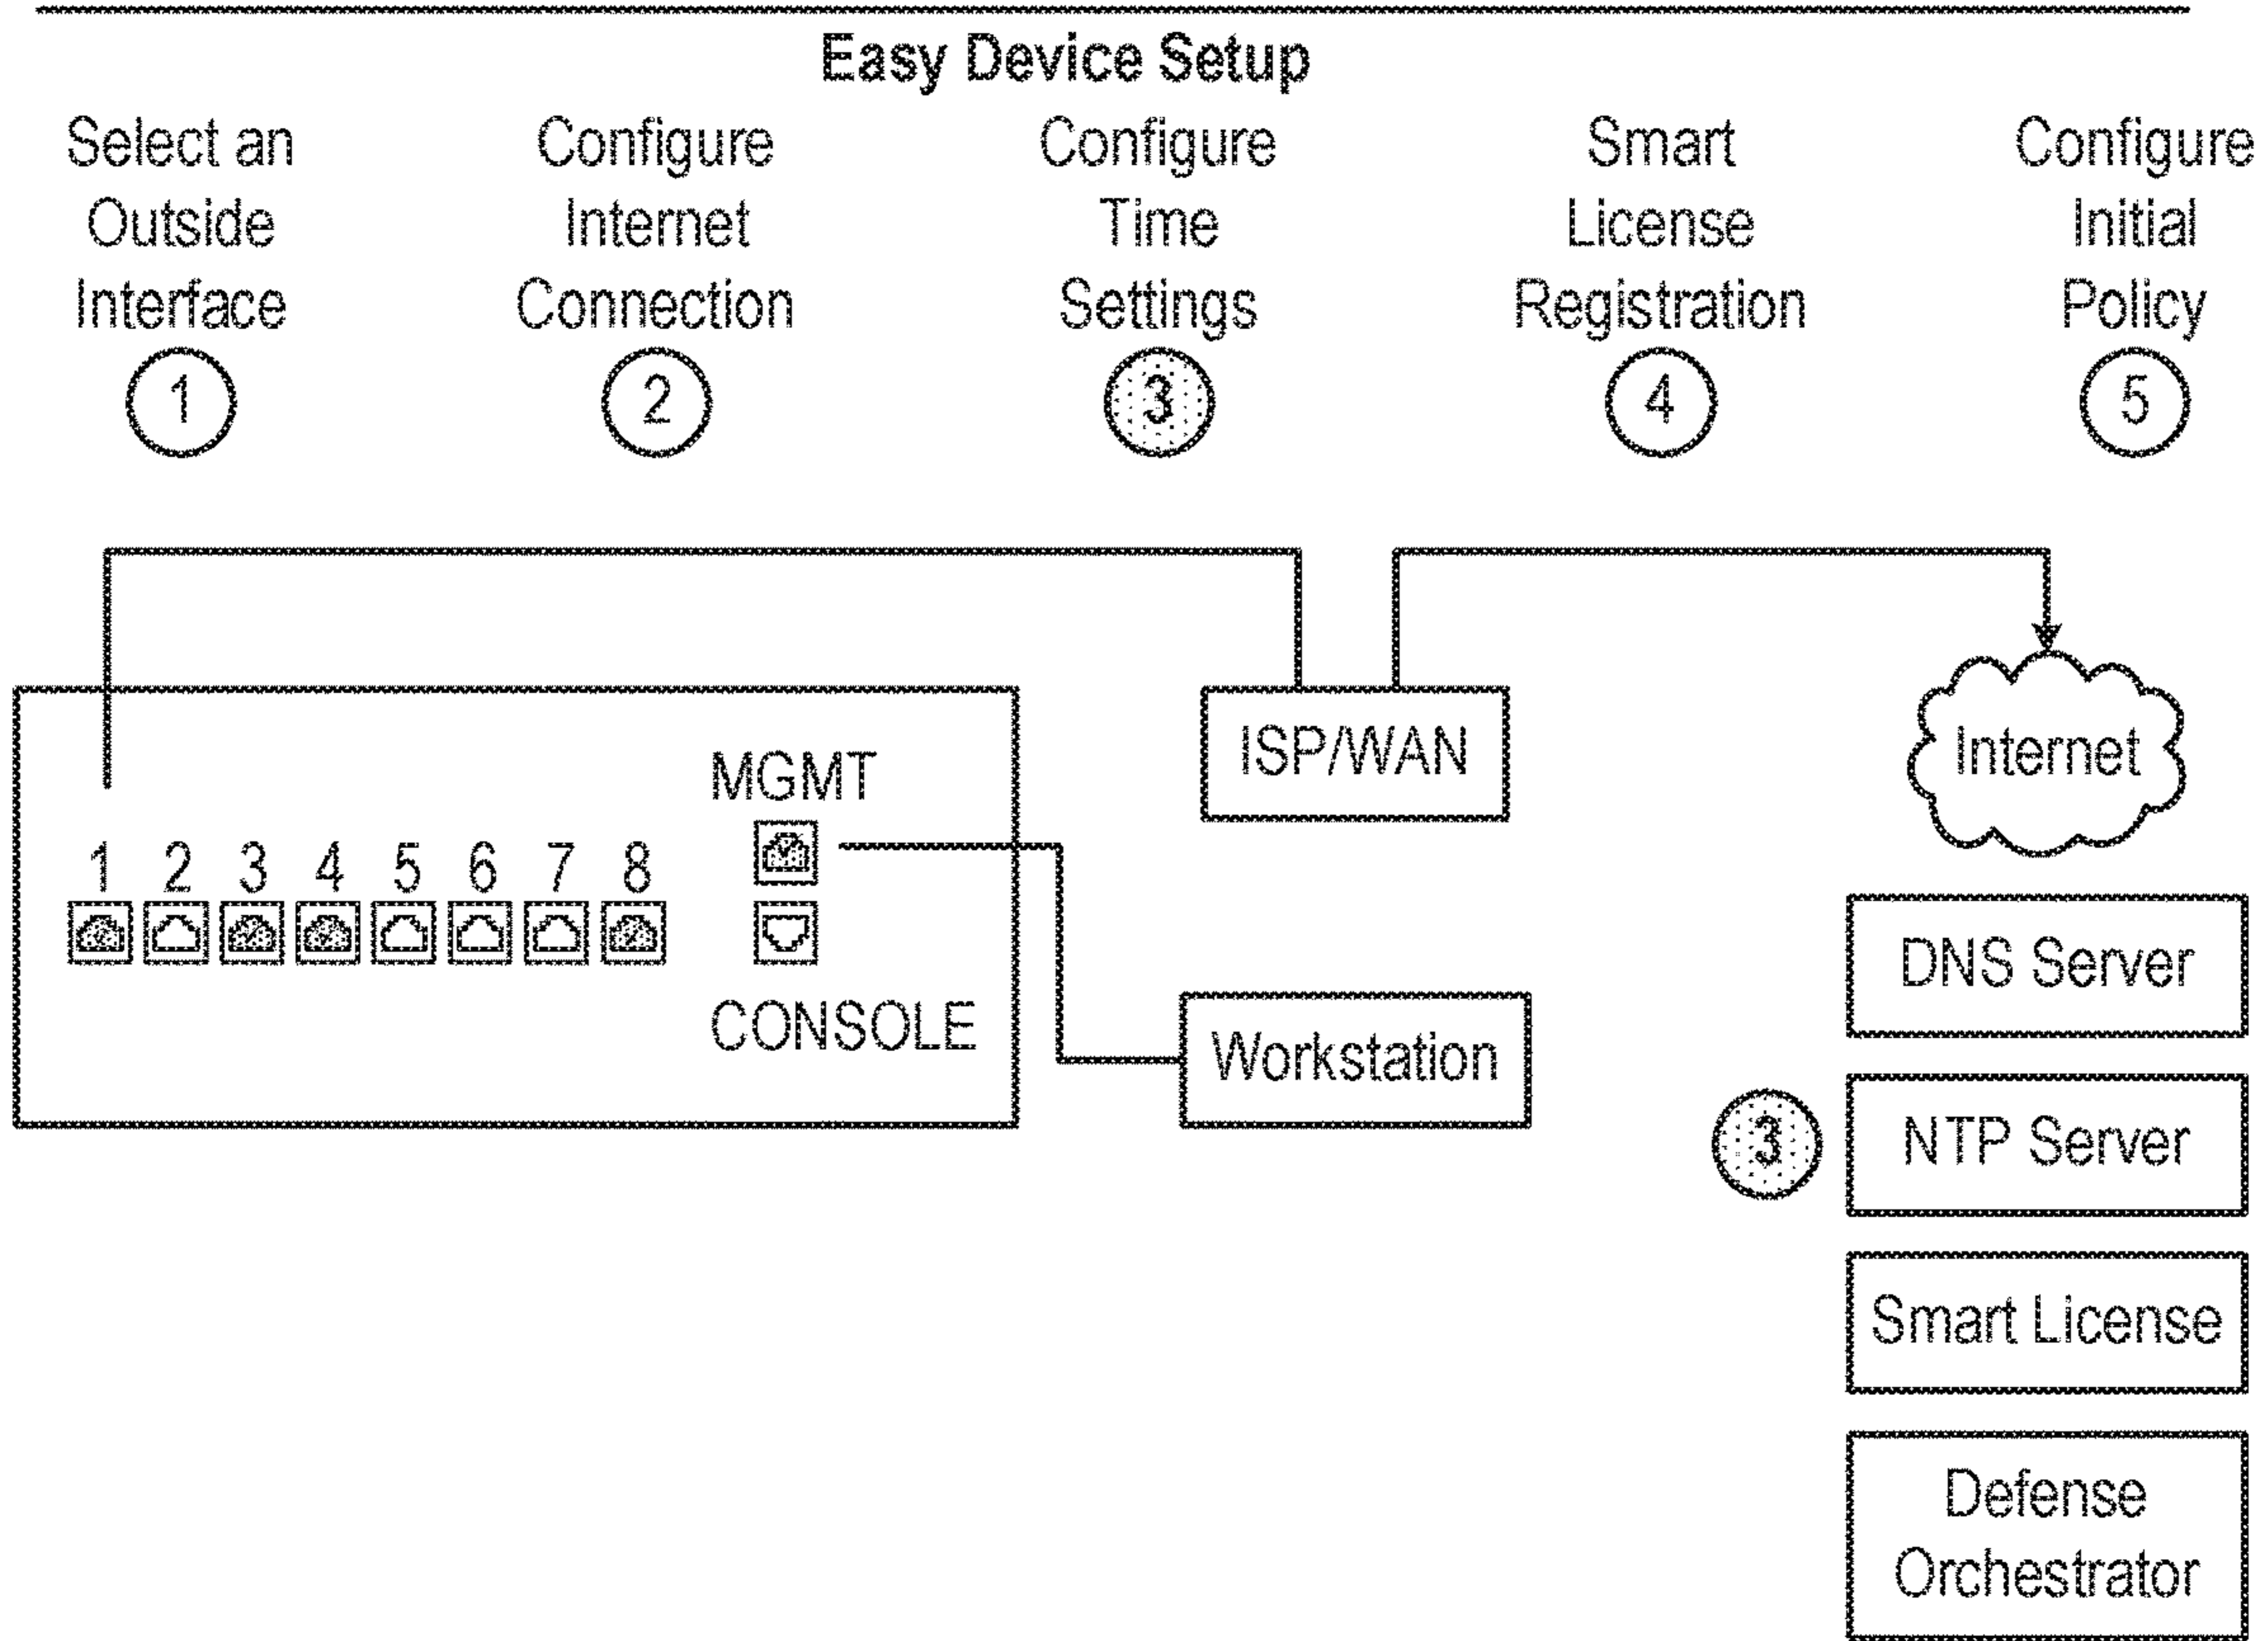 Easy Device Setup
Select an
Outside
Interface
1
Configure
Internet
Connection
2
Configure
Time
Settings
3
Smart
License
Registration
4
Configure
Initial
Policy
5
MGMT
1 2 3 4 5 6 7 8
CONSOLE
ISP/WAN
Workstation
Internet
DNS Server
3
NTP Server
Smart License
Defense
Orchestrator